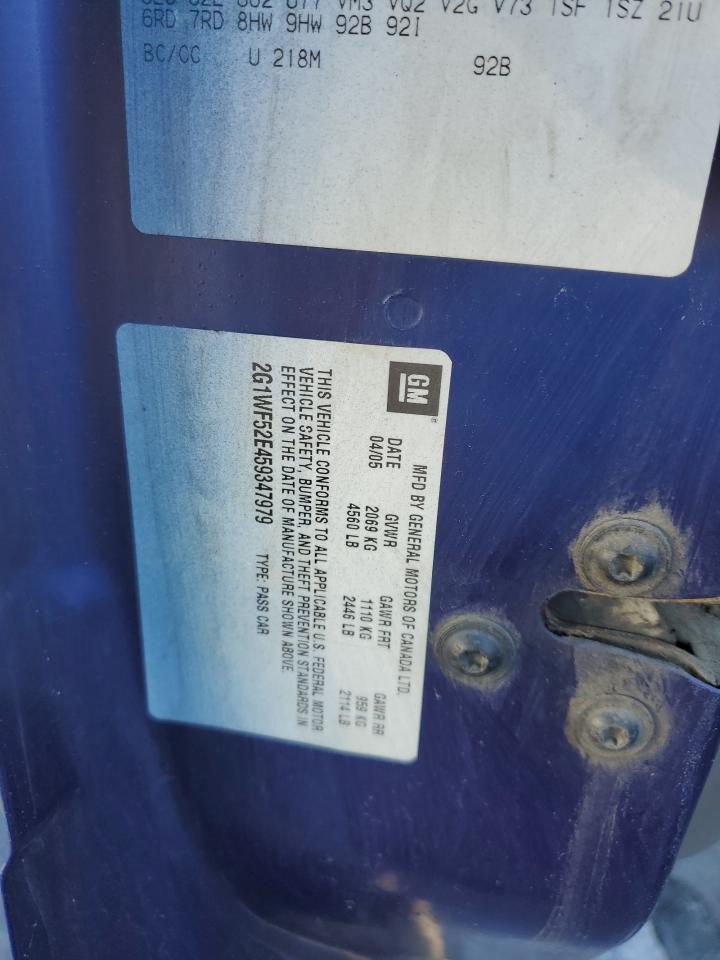 6RD 7RD 8HW 9HW 92B 92I
BC/CC U 218M 92B
GM
MFD BY GENERAL MOTORS OF CANADA LTD.
DATE GVWR GAWR FRT GAWR RR
04/05 2069 KG 1110 KG 959 KG
4560 LB 2446 LB 2114 LB
THIS VEHICLE CONFORMS TO ALL APPLICABLE U.S. FEDERAL MOTOR
VEHICLE SAFETY, BUMPER, AND THEFT PREVENTION STANDARDS IN
EFFECT ON THE DATE OF MANUFACTURE SHOWN ABOVE.
2G1WF52E459347979 TYPE: PASS CAR